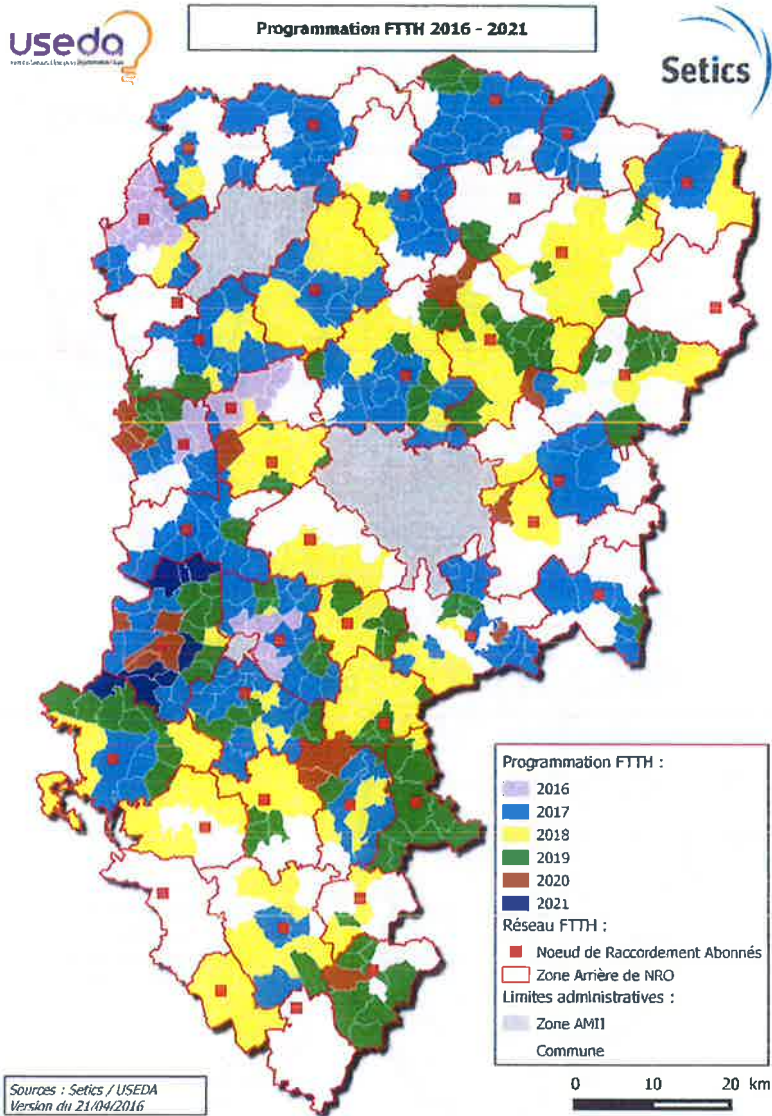 Programmation FTTH 2016 - 2021
useda
Setics
Programmation FTTH :
2016
2017
2018
2019
2020
2021
Réseau FTTH :
Noeud de Raccordement Abonnés
Zone Arrière de NRO
Limites administratives :
Zone AMII
Commune
0 10 20 km
Sources : Setics / USEDA
Version du 21/04/2016